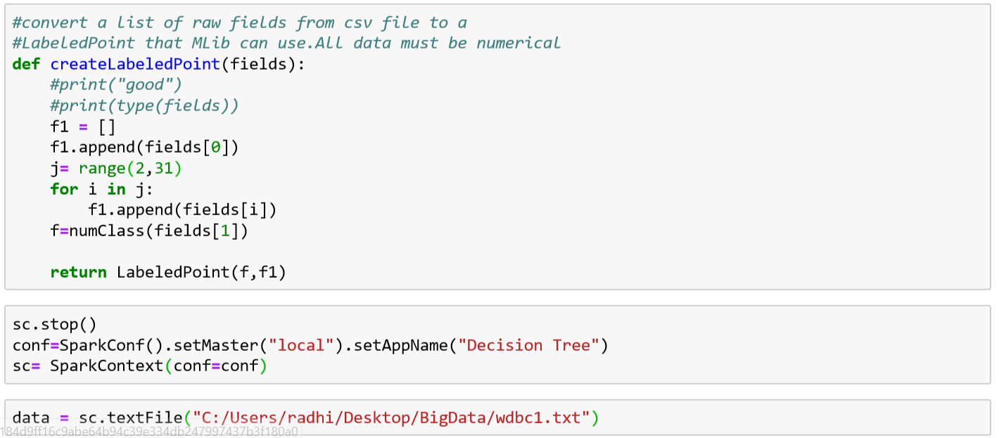 #convert a list of raw fields from csv file to a
#LabeledPoint that MLib can use.All data must be numerical
def createLabeledPoint(fields):
    #print("good")
    #print(type(fields))
    f1 = []
    f1.append(fields[0])
    j= range(2,31)
    for i in j:
        f1.append(fields[i])
    f=numClass(fields[1])
    return LabeledPoint(f,f1)
sc.stop()
conf=SparkConf().setMaster("local").setAppName("Decision Tree")
sc= SparkContext(conf=conf)
data = sc.textFile("C:/Users/radhi/Desktop/BigData/wdbc1.txt")
184d9ff16c9abe64b94c39e334db247997437b3f180a0